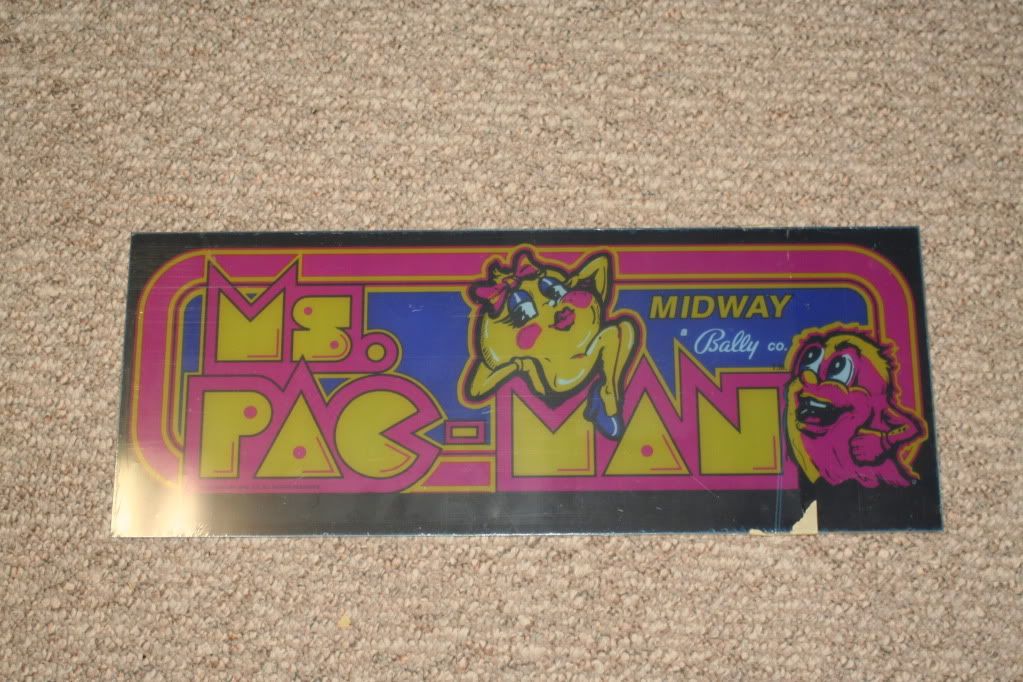 MS.
PAC-MAN
MIDWAY
a Bally CO.